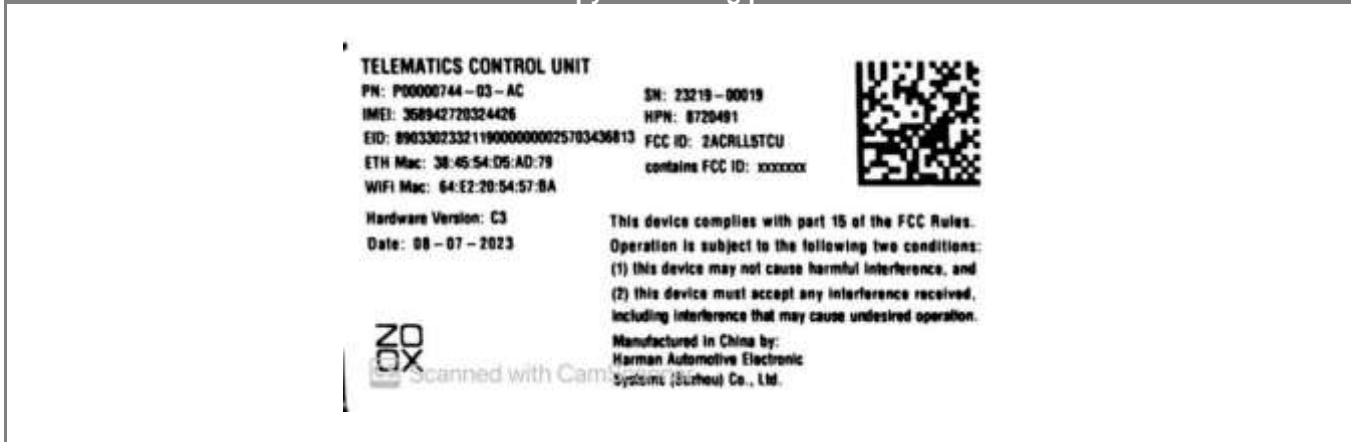 TELEMATICS CONTROL UNIT
PN: P00000744-03-AC
IMEI: 358942720324426
EID: 89033023321190000000025703436813
ETH Mac: 38:45:54:D5:AD:79
WiFi Mac: 64:E2:20:54:57:BA
SN: 23219-00019
HPN: 8720491
FCC ID: 2ACRLL5TCU
contains FCC ID: xxxxxxx
Hardware Version: C3
Date: 08-07-2023
This device complies with part 15 of the FCC Rules.
Operation is subject to the following two conditions:
(1) this device may not cause harmful interference, and
(2) this device must accept any interference received,
including interference that may cause undesired operation.
Manufactured in China by:
Harman Automotive Electronic
Systems (Suzhou) Co., Ltd.
ZO
OX
Scanned with